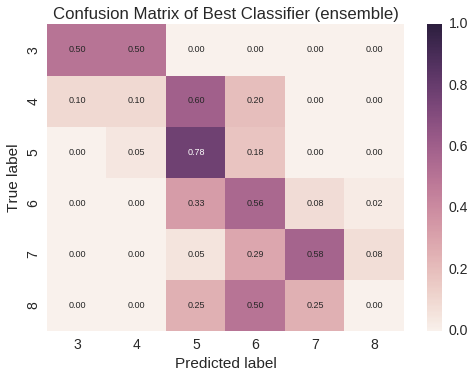 Confusion Matrix of Best Classifier (ensemble)
3 0.50 0.50 0.00 0.00 0.00 0.00
4 0.10 0.10 0.60 0.20 0.00 0.00
5 0.00 0.05 0.78 0.18 0.00 0.00
6 0.00 0.00 0.33 0.56 0.08 0.02
7 0.00 0.00 0.05 0.29 0.58 0.08
8 0.00 0.00 0.25 0.50 0.25 0.00
3 4 5 6 7 8
True label
Predicted label
1.0
0.8
0.6
0.4
0.2
0.0